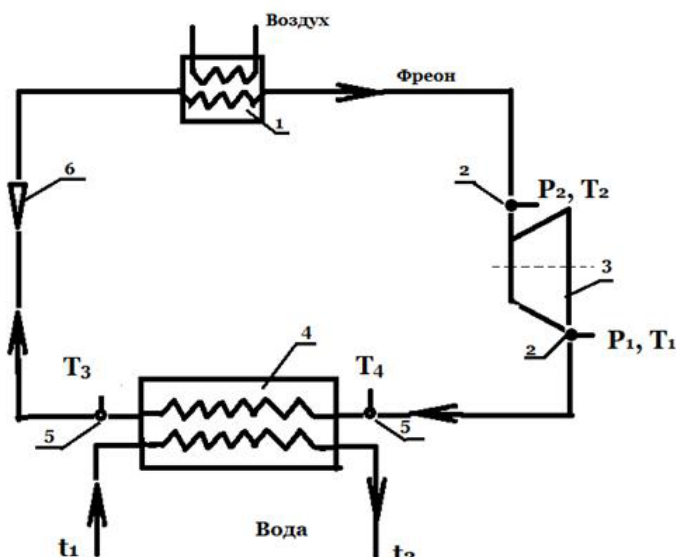 Воздух
Фреон
1
6
2
P₂, T₂
3
2
P₁, T₁
4
T₃
T₄
5
5
Вода
t₁
t₂